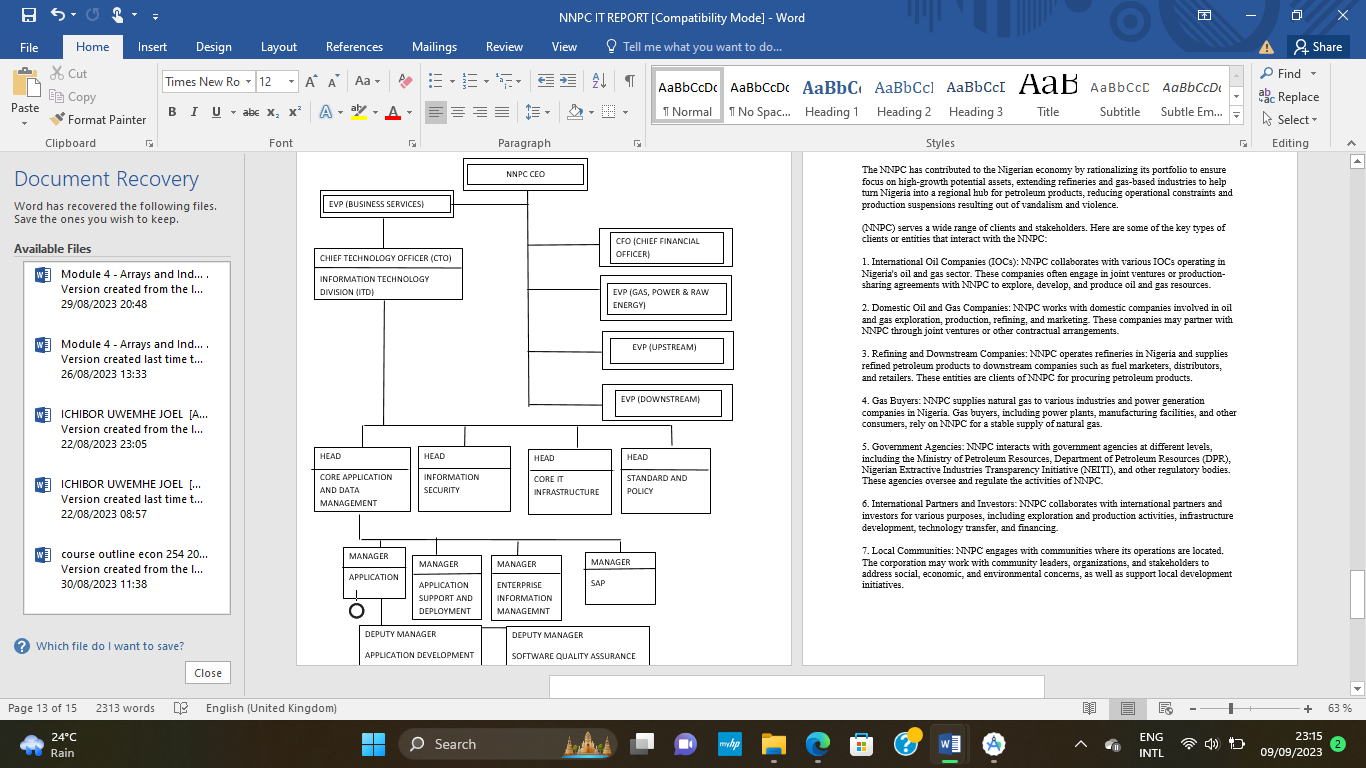 NNPC IT REPORT [Compatibility Mode] - Word
File Home Insert Design Layout References Mailings Review View Tell me what you want to do... Share
Paste
Cut
Copy
Format Painter
Times New Ro 12
Aa
B I U abc x₂ x² A ab A
AaBbCcDc AaBbCcDc AaBbC AaBbCcI AaBbCcI AaB AaBbCcD AaBbCcDc
¶ Normal ¶ No Spac... Heading 1 Heading 2 Heading 3 Title Subtitle Subtle Em...
Find
Replace
Select
Clipboard Font Paragraph Styles Editing
Document Recovery
Word has recovered the following files.
Save the ones you wish to keep.
Available Files
Module 4 - Arrays and Ind... .
Version created from the l...
29/08/2023 20:48
Module 4 - Arrays and Ind... .
Version created last time t...
26/08/2023 13:33
ICHIBOR UWEMHE JOEL [A...
Version created from the l...
22/08/2023 23:05
ICHIBOR UWEMHE JOEL [...
Version created last time t...
22/08/2023 08:57
course outline econ 254 20...
Version created from the l...
30/08/2023 11:38
Which file do I want to save?
Close
NNPC CEO
EVP (BUSINESS SERVICES)
CFO (CHIEF FINANCIAL
OFFICER)
CHIEF TECHNOLOGY OFFICER (CTO)
INFORMATION TECHNOLOGY
DIVISION (ITD)
EVP (GAS, POWER & RAW
ENERGY)
EVP (UPSTREAM)
EVP (DOWNSTREAM)
HEAD
CORE APPLICATION
AND DATA
MANAGEMENT
HEAD
INFORMATION
SECURITY
HEAD
CORE IT
INFRASTRUCTURE
HEAD
STANDARD AND
POLICY
MANAGER
APPLICATION
MANAGER
APPLICATION
SUPPORT AND
DEPLOYMENT
MANAGER
ENTERPRISE
INFORMATION
MANAGEMNT
MANAGER
SAP
DEPUTY MANAGER
APPLICATION DEVELOPMENT
DEPUTY MANAGER
SOFTWARE QUALITY ASSURANCE
The NNPC has contributed to the Nigerian economy by rationalizing its portfolio to ensure
focus on high-growth potential assets, extending refineries and gas-based industries to help
turn Nigeria into a regional hub for petroleum products, reducing operational constraints and
production suspensions resulting out of vandalism and violence.
(NNPC) serves a wide range of clients and stakeholders. Here are some of the key types of
clients or entities that interact with the NNPC:
1. International Oil Companies (IOCs): NNPC collaborates with various IOCs operating in
Nigeria's oil and gas sector. These companies often engage in joint ventures or production-
sharing agreements with NNPC to explore, develop, and produce oil and gas resources.
2. Domestic Oil and Gas Companies: NNPC works with domestic companies involved in oil
and gas exploration, production, refining, and marketing. These companies may partner with
NNPC through joint ventures or other contractual arrangements.
3. Refining and Downstream Companies: NNPC operates refineries in Nigeria and supplies
refined petroleum products to downstream companies such as fuel marketers, distributors,
and retailers. These entities are clients of NNPC for procuring petroleum products.
4. Gas Buyers: NNPC supplies natural gas to various industries and power generation
companies in Nigeria. Gas buyers, including power plants, manufacturing facilities, and other
consumers, rely on NNPC for a stable supply of natural gas.
5. Government Agencies: NNPC interacts with government agencies at different levels,
including the Ministry of Petroleum Resources, Department of Petroleum Resources (DPR),
Nigerian Extractive Industries Transparency Initiative (NEITI), and other regulatory bodies.
These agencies oversee and regulate the activities of NNPC.
6. International Partners and Investors: NNPC collaborates with international partners and
investors for various purposes, including exploration and production activities, infrastructure
development, technology transfer, and financing.
7. Local Communities: NNPC engages with communities where its operations are located.
The corporation may work with community leaders, organizations, and stakeholders to
address social, economic, and environmental concerns, as well as support local development
initiatives.
Page 13 of 15 2313 words English (United Kingdom) 63 %
24°C
Rain
Search
myhp
ENG
INTL
23:15
09/09/2023
2